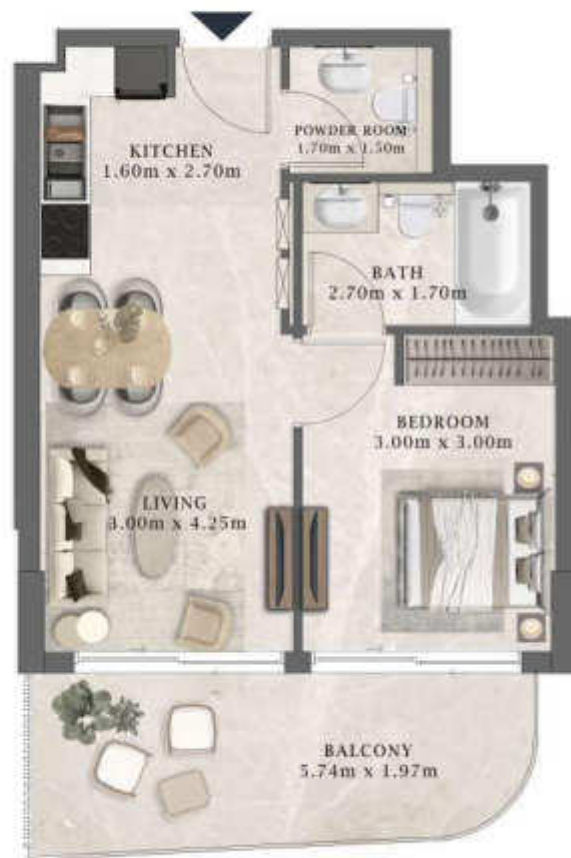 POWDER ROOM
1.70m x 1.50m
KITCHEN
1.60m x 2.70m
BATH
2.70m x 1.70m
BEDROOM
3.00m x 3.00m
LIVING
3.00m x 4.25m
BALCONY
5.74m x 1.97m